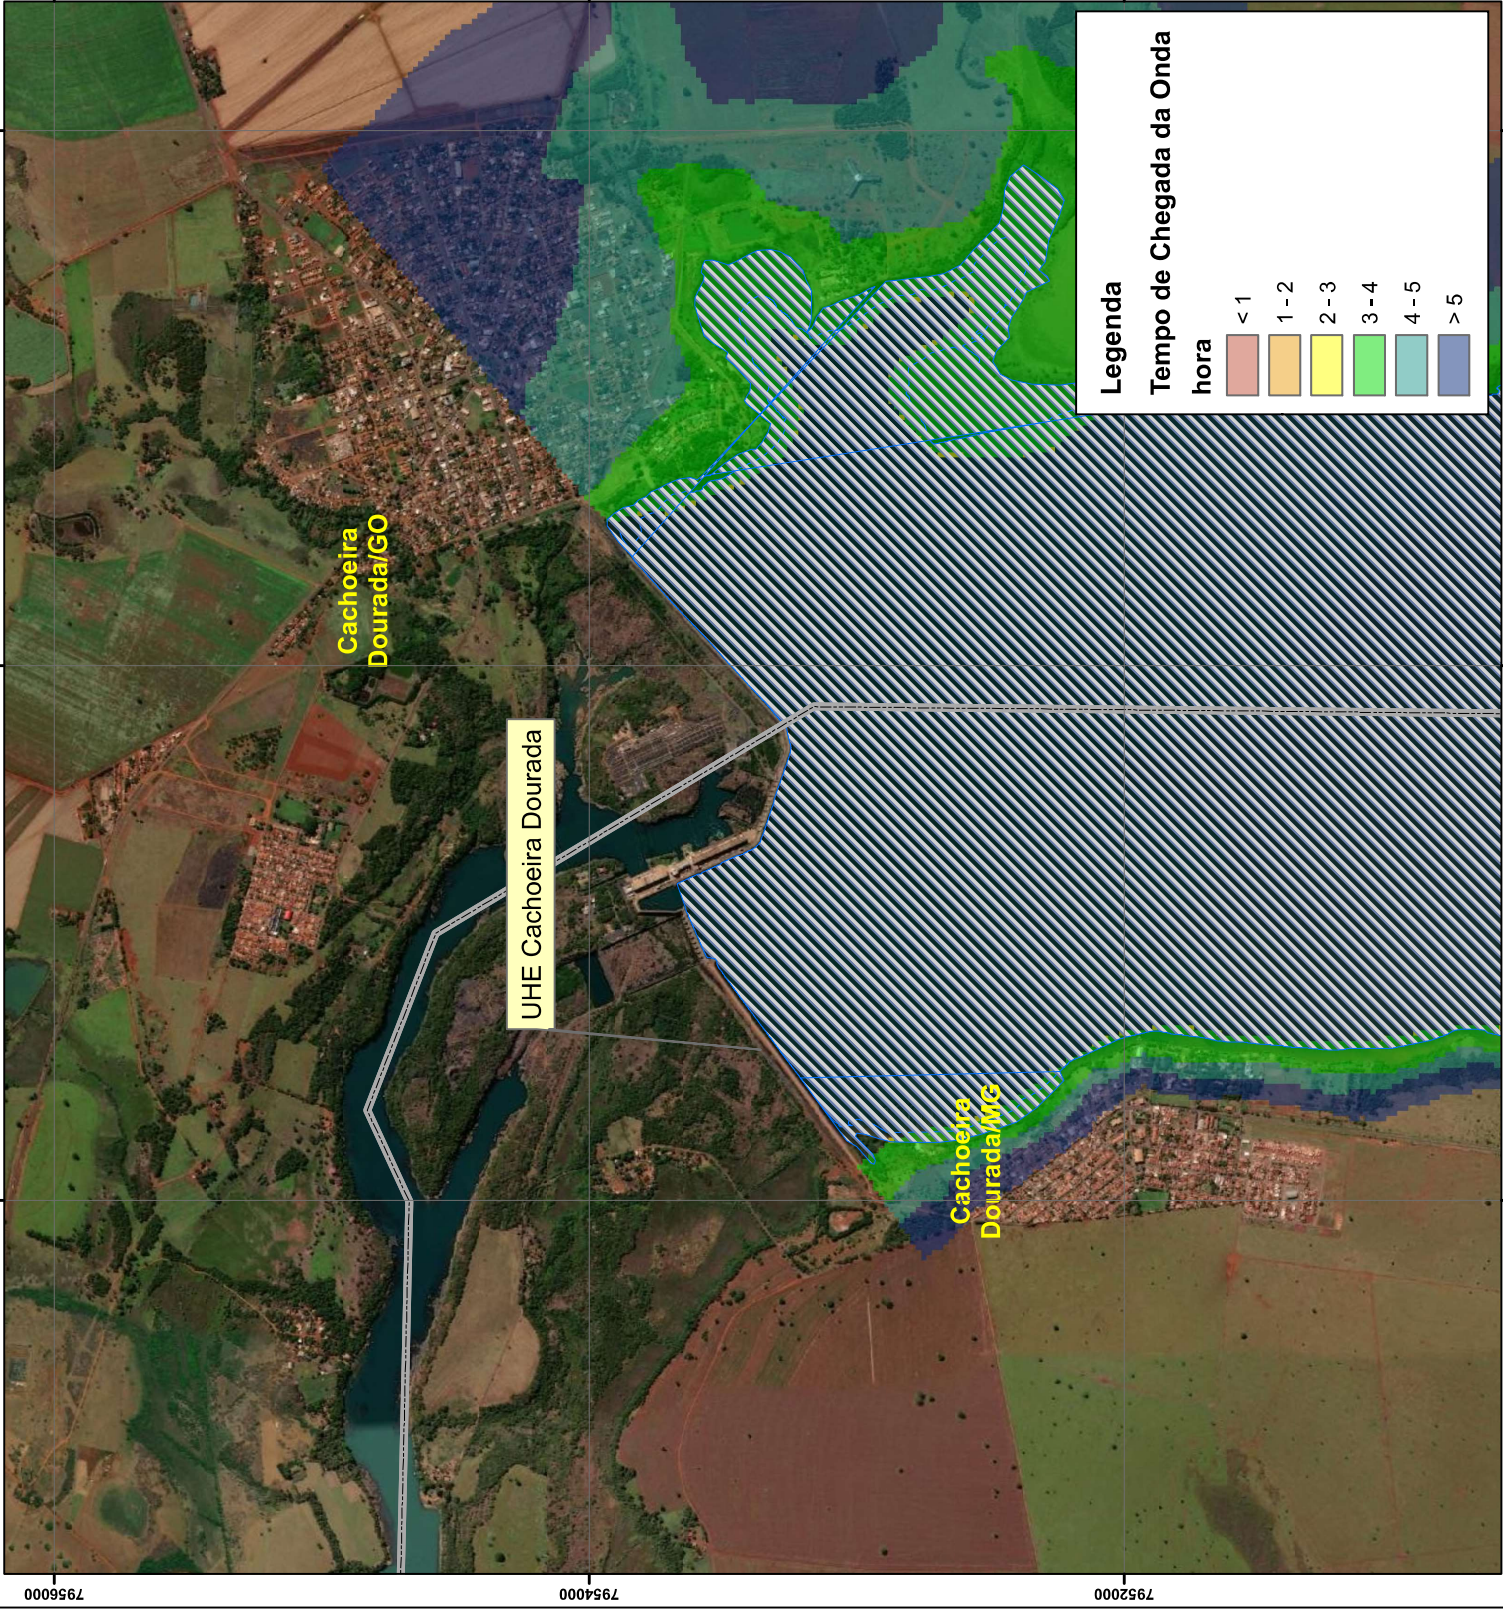 Cachoeira
Dourada/GO
UHE Cachoeira Dourada
Cachoeira
Dourada/MG
Legenda
Tempo de Chegada da Onda
hora
< 1
1 - 2
2 - 3
3 - 4
4 - 5
> 5
7956000
7954000
7952000